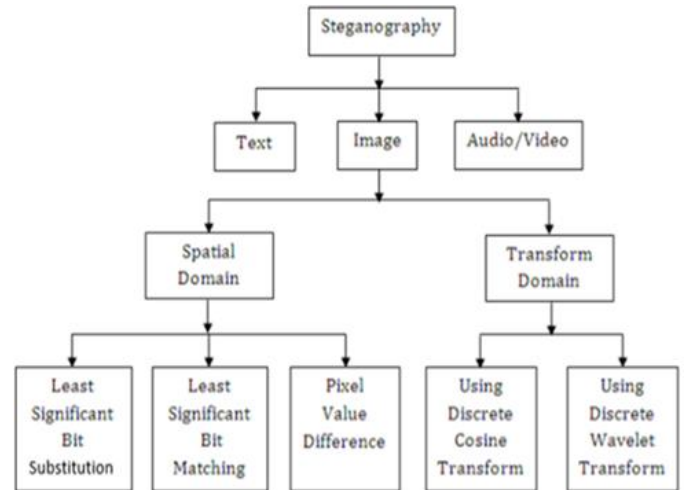 Steganography
Text
Image
Audio/Video
Spatial
Domain
Transform
Domain
Least
Significant
Bit
Substitution
Least
Significant
Bit
Matching
Pixel
Value
Difference
Using
Discrete
Cosine
Transform
Using
Discrete
Wavelet
Transform